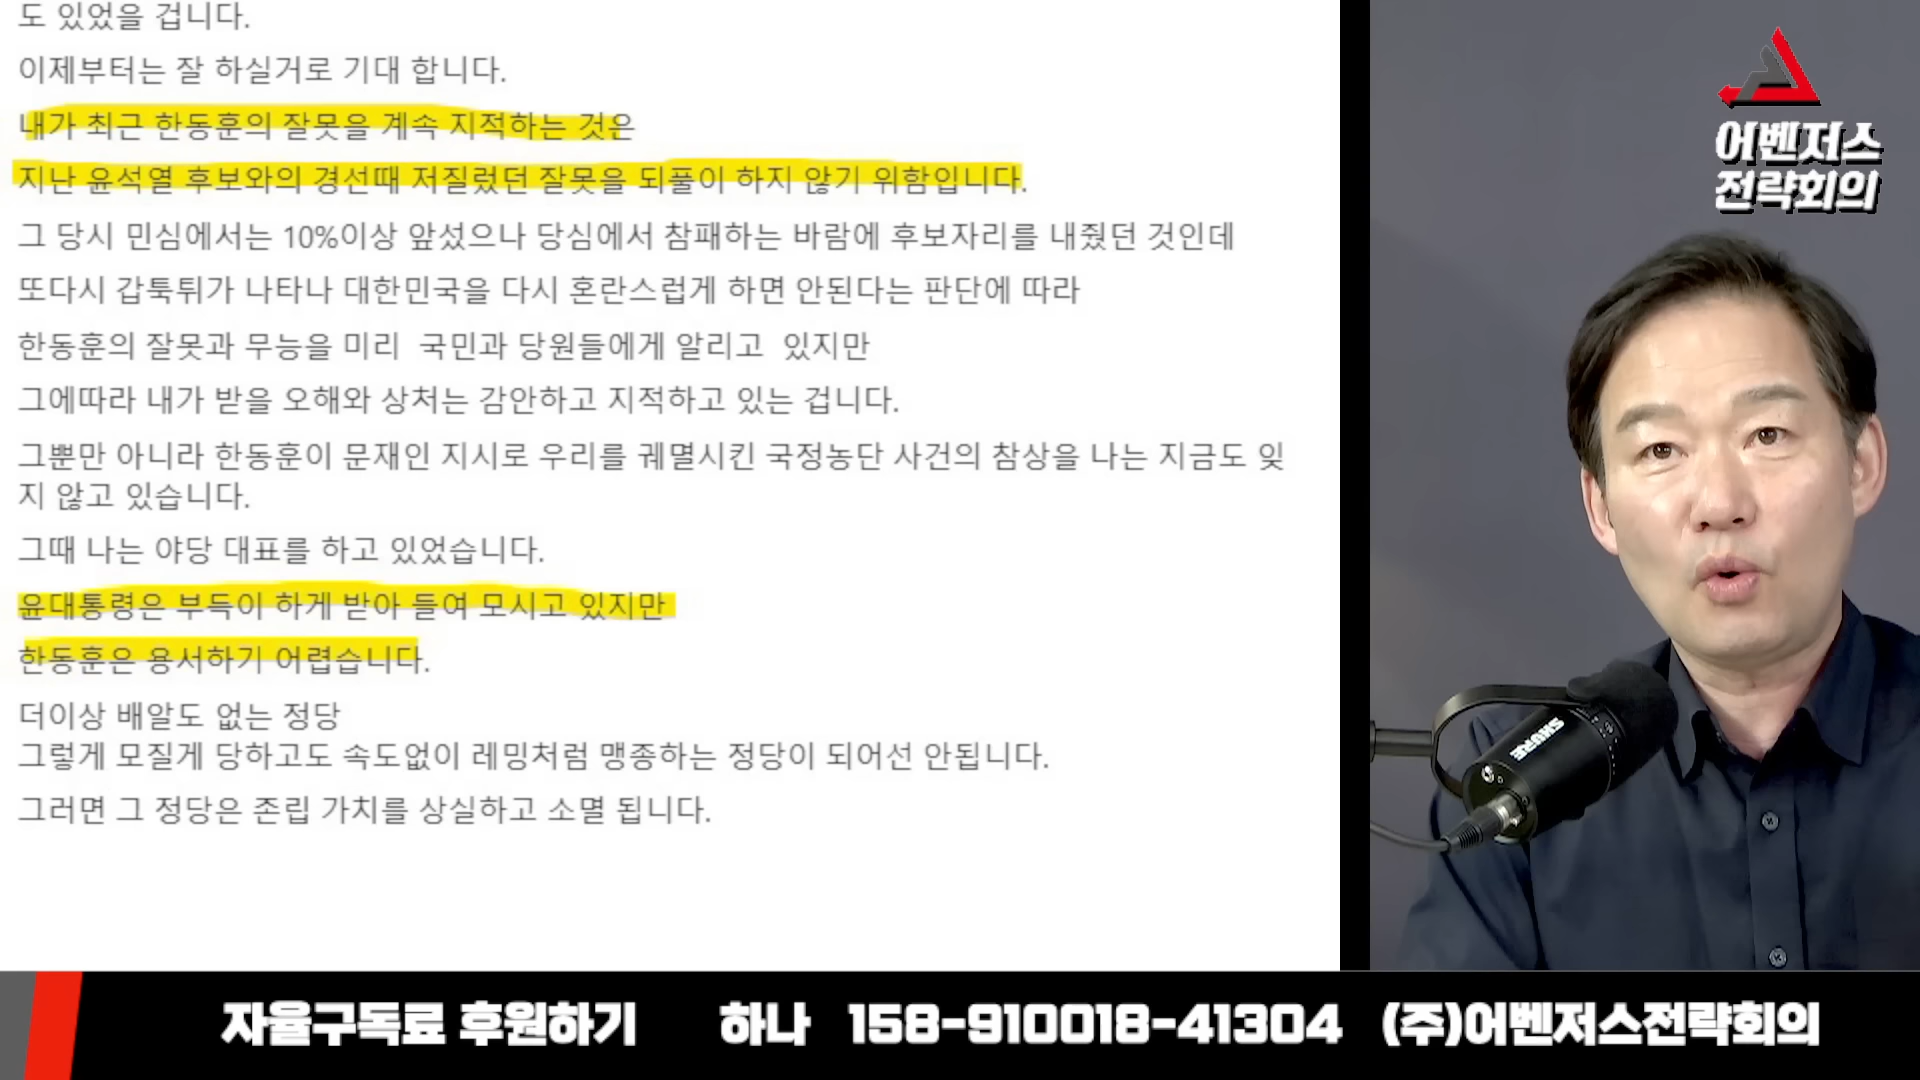 도 있었을 겁니다.
이제부터는 잘 하실거로 기대 합니다.
내가 최근 한동훈의 잘못을 계속 지적하는 것은
지난 윤석열 후보와의 경선때 저질렀던 잘못을 되풀이 하지 않기 위함입니다.
그 당시 민심에서는 10%이상 앞섰으나 당심에서 참패하는 바람에 후보자리를 내줬던 것인데
또다시 갑툭튀가 나타나 대한민국을 다시 혼란스럽게 하면 안된다는 판단에 따라
한동훈의 잘못과 무능을 미리 국민과 당원들에게 알리고 있지만
그에따라 내가 받을 오해와 상처는 감안하고 지적하고 있는 겁니다.
그뿐만 아니라 한동훈이 문재인 지시로 우리를 궤멸시킨 국정농단 사건의 참상을 나는 지금도 잊
지 않고 있습니다.
그때 나는 야당 대표를 하고 있었습니다.
윤대통령은 부득이 하게 받아 들여 모시고 있지만
한동훈은 용서하기 어렵습니다.
더이상 배알도 없는 정당
그렇게 모질게 당하고도 속도없이 레밍처럼 맹종하는 정당이 되어선 안됩니다.
그러면 그 정당은 존립 가치를 상실하고 소멸 됩니다.
어벤저스
전략회의
SHURE
자율구독료 후원하기 하나 158-910018-41304 (주)어벤저스전략회의